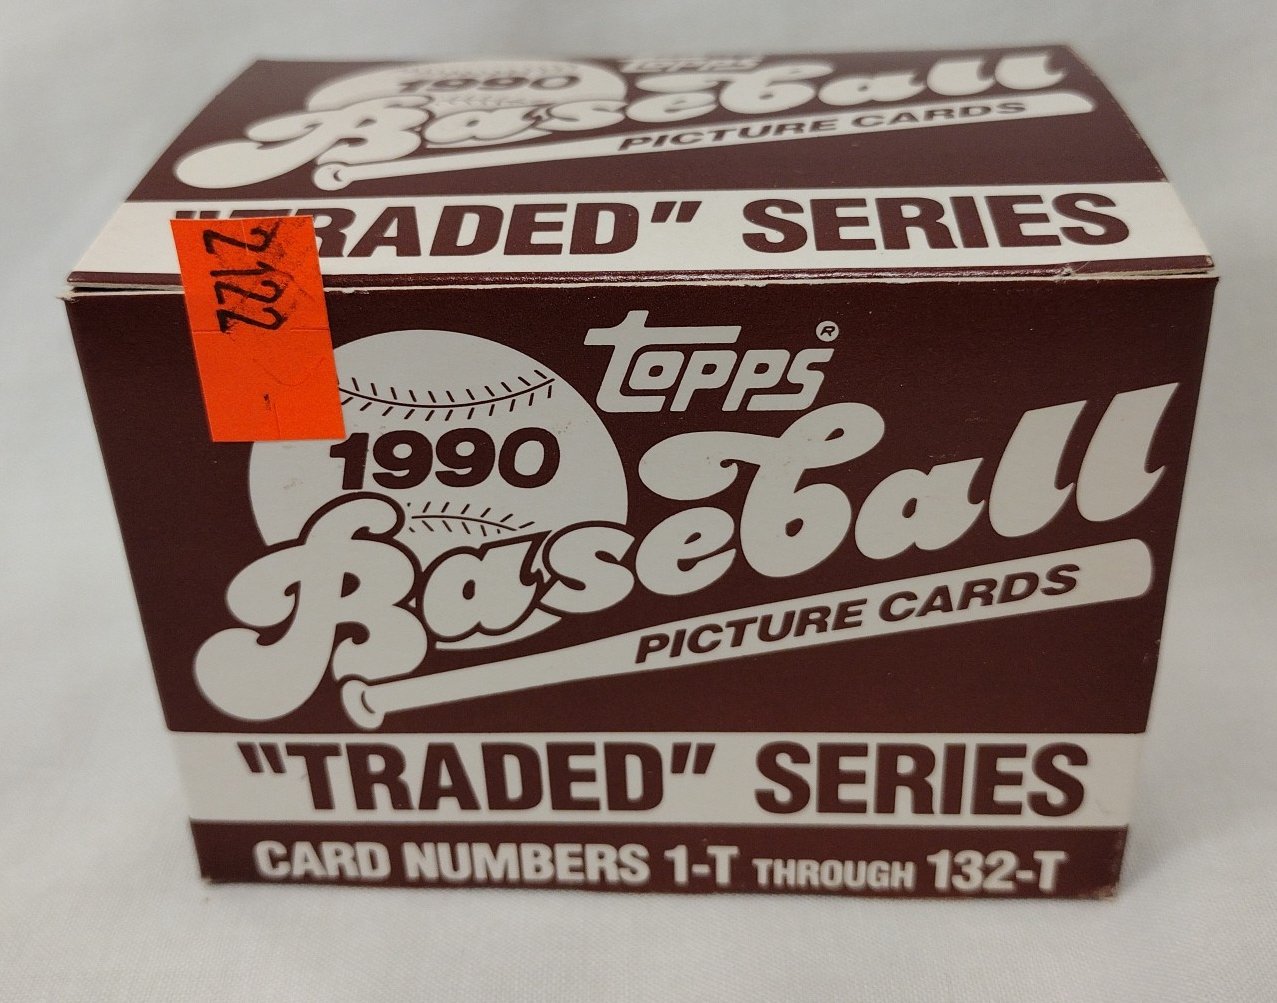 1990 Topps
Baseball
PICTURE CARDS
"TRADED" SERIES
2122
Topps®
1990
Baseball
PICTURE CARDS
"TRADED" SERIES
CARD NUMBERS 1-T THROUGH 132-T